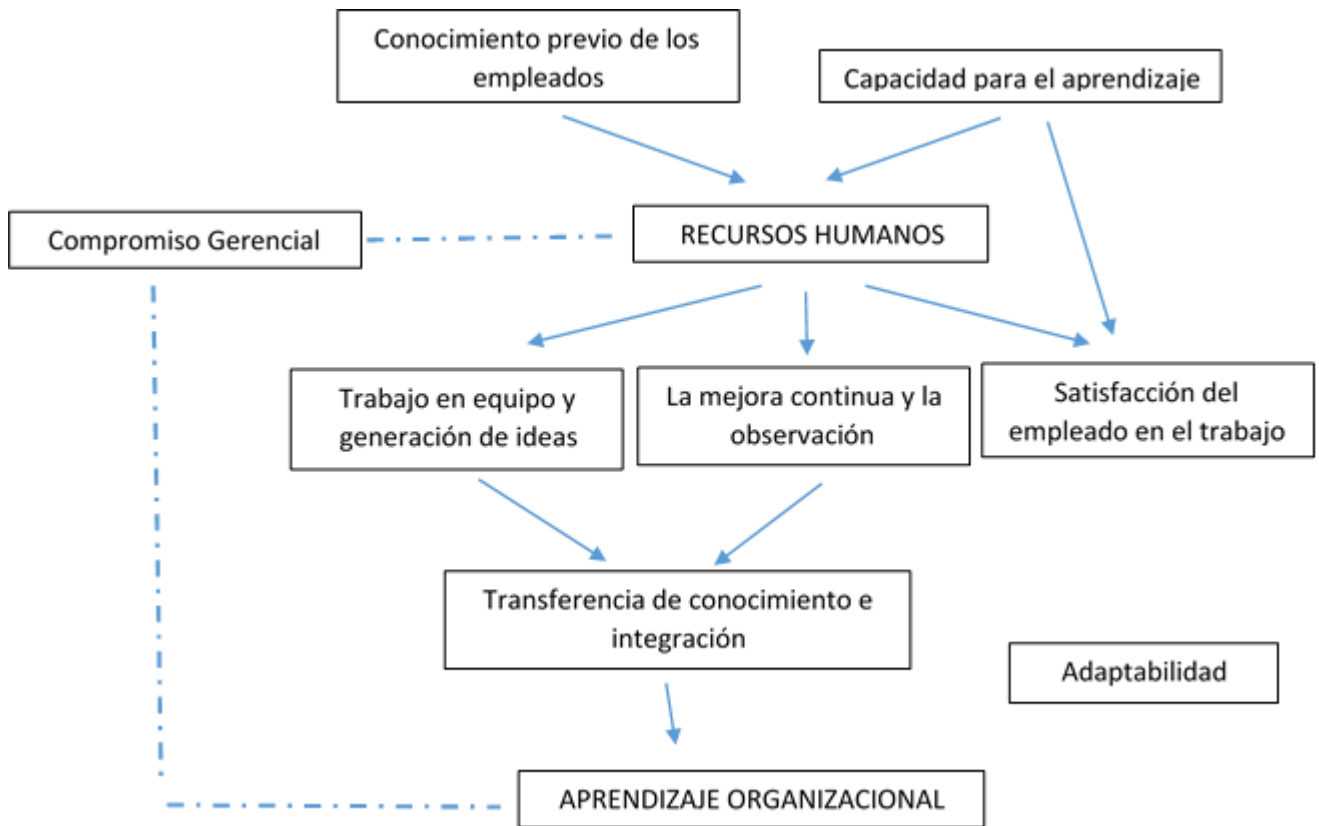 Conocimiento previo de los
empleados
Capacidad para el aprendizaje
Compromiso Gerencial
RECURSOS HUMANOS
Trabajo en equipo y
generación de ideas
La mejora continua y la
observación
Satisfacción del
empleado en el trabajo
Transferencia de conocimiento e
integración
Adaptabilidad
APRENDIZAJE ORGANIZACIONAL